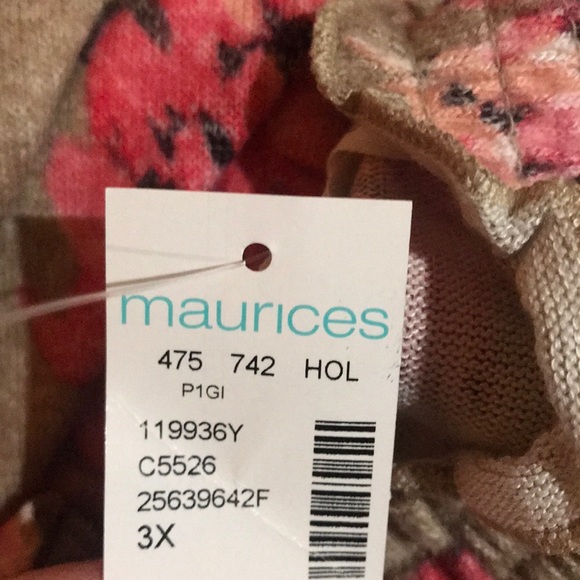 maurices
475 742 HOL
P1GI
119936Y
C5526
25639642F
3X